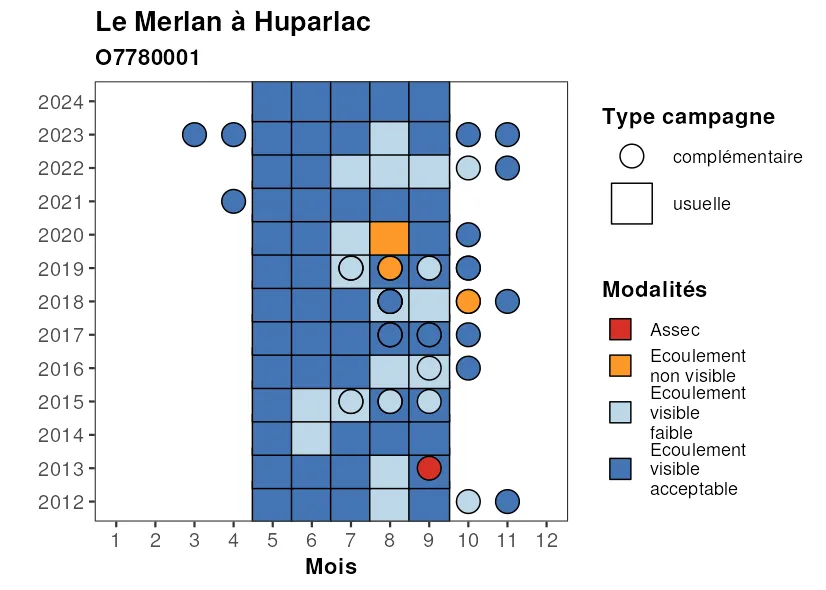 Le Merlan à Huparlac
O7780001
2024
2023
2022
2021
2020
2019
2018
2017
2016
2015
2014
2013
2012
1 2 3 4 5 6 7 8 9 10 11 12
Mois
Type campagne
complémentaire
usuelle
Modalités
Assec
Ecoulement
non visible
Ecoulement
visible
faible
Ecoulement
visible
acceptable